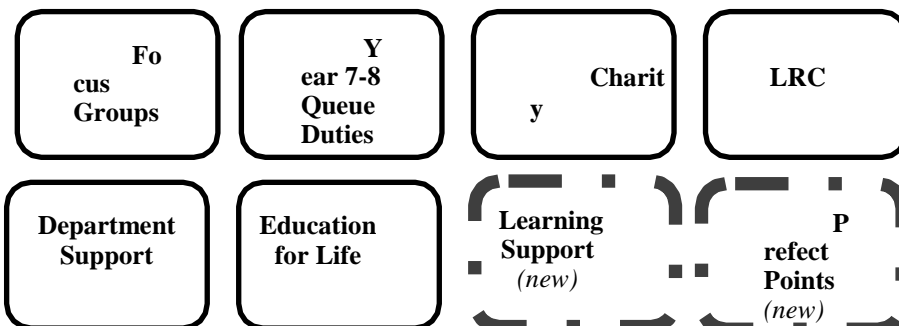 Fo
cus
Groups
Y
ear 7-8
Queue
Duties
Charit
y
LRC
Department
Support
Education
for Life
Learning
Support
(new)
P
refect
Points
(new)